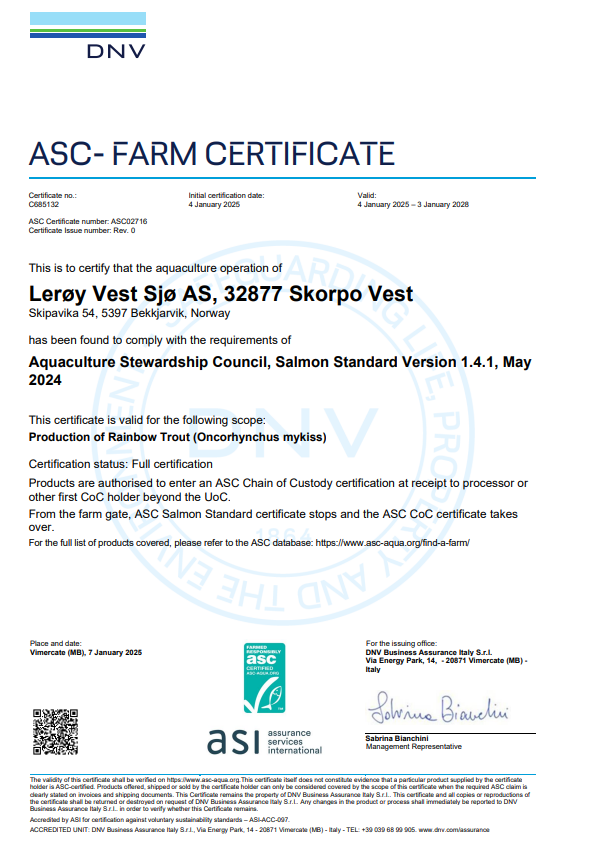 DNV
ASC- FARM CERTIFICATE
Certificate no.:
C685132
Initial certification date:
4 January 2025
Valid:
4 January 2025 – 3 January 2028
ASC Certificate number: ASC02716
Certificate Issue number: Rev. 0
This is to certify that the aquaculture operation of
Lerøy Vest Sjø AS, 32877 Skorpo Vest
Skipavika 54, 5397 Bekkjarvik, Norway
has been found to comply with the requirements of
Aquaculture Stewardship Council, Salmon Standard Version 1.4.1, May
2024
This certificate is valid for the following scope:
Production of Rainbow Trout (Oncorhynchus mykiss)
Certification status: Full certification
Products are authorised to enter an ASC Chain of Custody certification at receipt to processor or
other first CoC holder beyond the UoC.
From the farm gate, ASC Salmon Standard certificate stops and the ASC CoC certificate takes
over.
For the full list of products covered, please refer to the ASC database: https://www.asc-aqua.org/find-a-farm/
SAFEGUARDING LIFE, PROPERTY AND THE ENVIRONMENT
DNV
1864
Place and date:
Vimercate (MB), 7 January 2025
FARMED
RESPONSIBLY
asc
CERTIFIED
ASC-AQUA.ORG
TM
asi assurance
services
international
For the issuing office:
DNV Business Assurance Italy S.r.l.
Via Energy Park, 14, - 20871 Vimercate (MB) -
Italy
Sabrina Bianchini
Sabrina Bianchini
Management Representative
The validity of this certificate shall be verified on https://www.asc-aqua.org.This certificate itself does not constitute evidence that a particular product supplied by the certificate
holder is ASC-certified. Products offered, shipped or sold by the certificate holder can only be considered covered by the scope of this certificate when the required ASC claim is
clearly stated on invoices and shipping documents. This Certificate remains the property of DNV Business Assurance Italy S.r.l.. This certificate and all copies or reproductions of
the certificate shall be returned or destroyed on request of DNV Business Assurance Italy S.r.l.. Any changes in the product or process shall immediately be reported to DNV
Business Assurance Italy S.r.l. in order to verify whether this Certificate remains.
Accredited by ASI for certification against voluntary sustainability standards – ASI-ACC-097.
ACCREDITED UNIT: DNV Business Assurance Italy S.r.l., Via Energy Park, 14 - 20871 Vimercate (MB) - Italy - TEL: +39 039 68 99 905. www.dnv.com/assurance